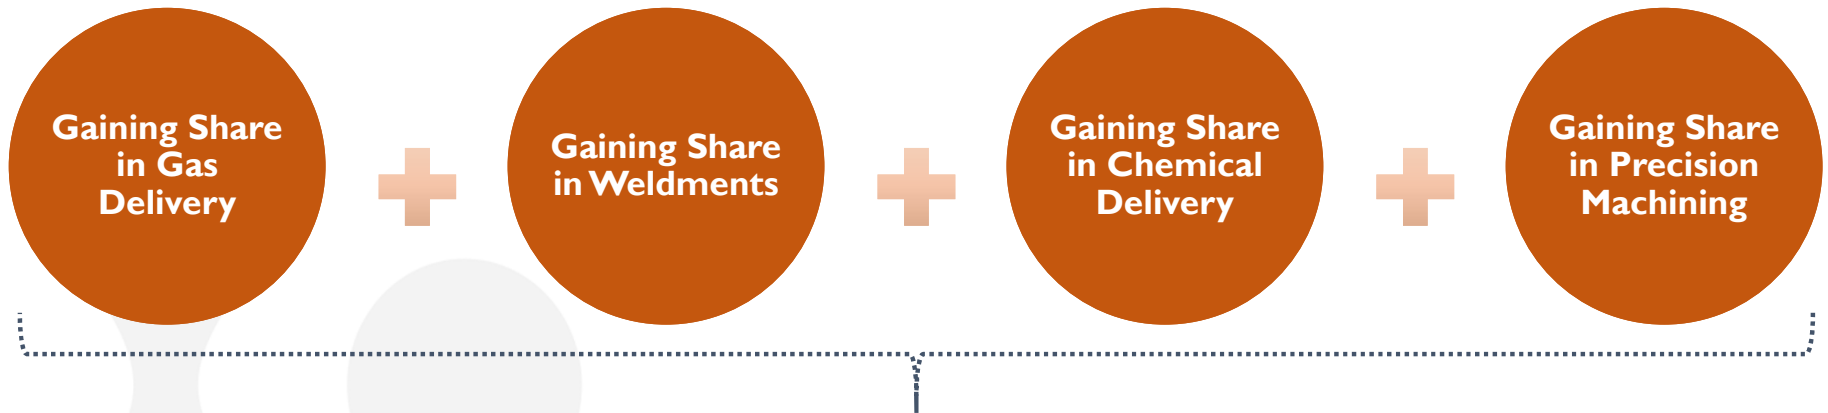 Gaining Share
in Gas
Delivery
Gaining Share
in Weldments
Gaining Share
in Chemical
Delivery
Gaining Share
in Precision
Machining